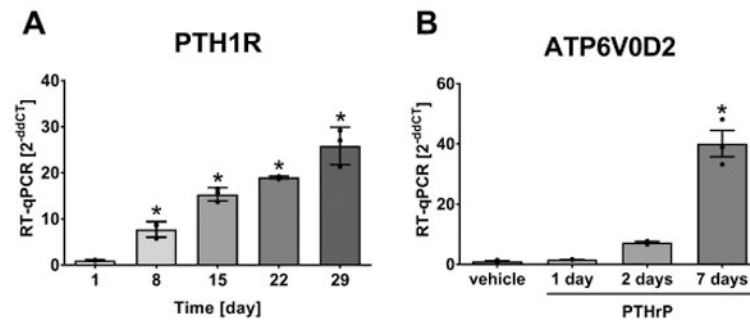 A
PTH1R
RT-qPCR [2^-ddCT]
40
30
20
10
0
* * * *
1 8 15 22 29
Time [day]
B
ATP6V0D2
RT-qPCR [2^-ddCT]
60
40
20
0
*
vehicle 1 day 2 days 7 days
PTHrP